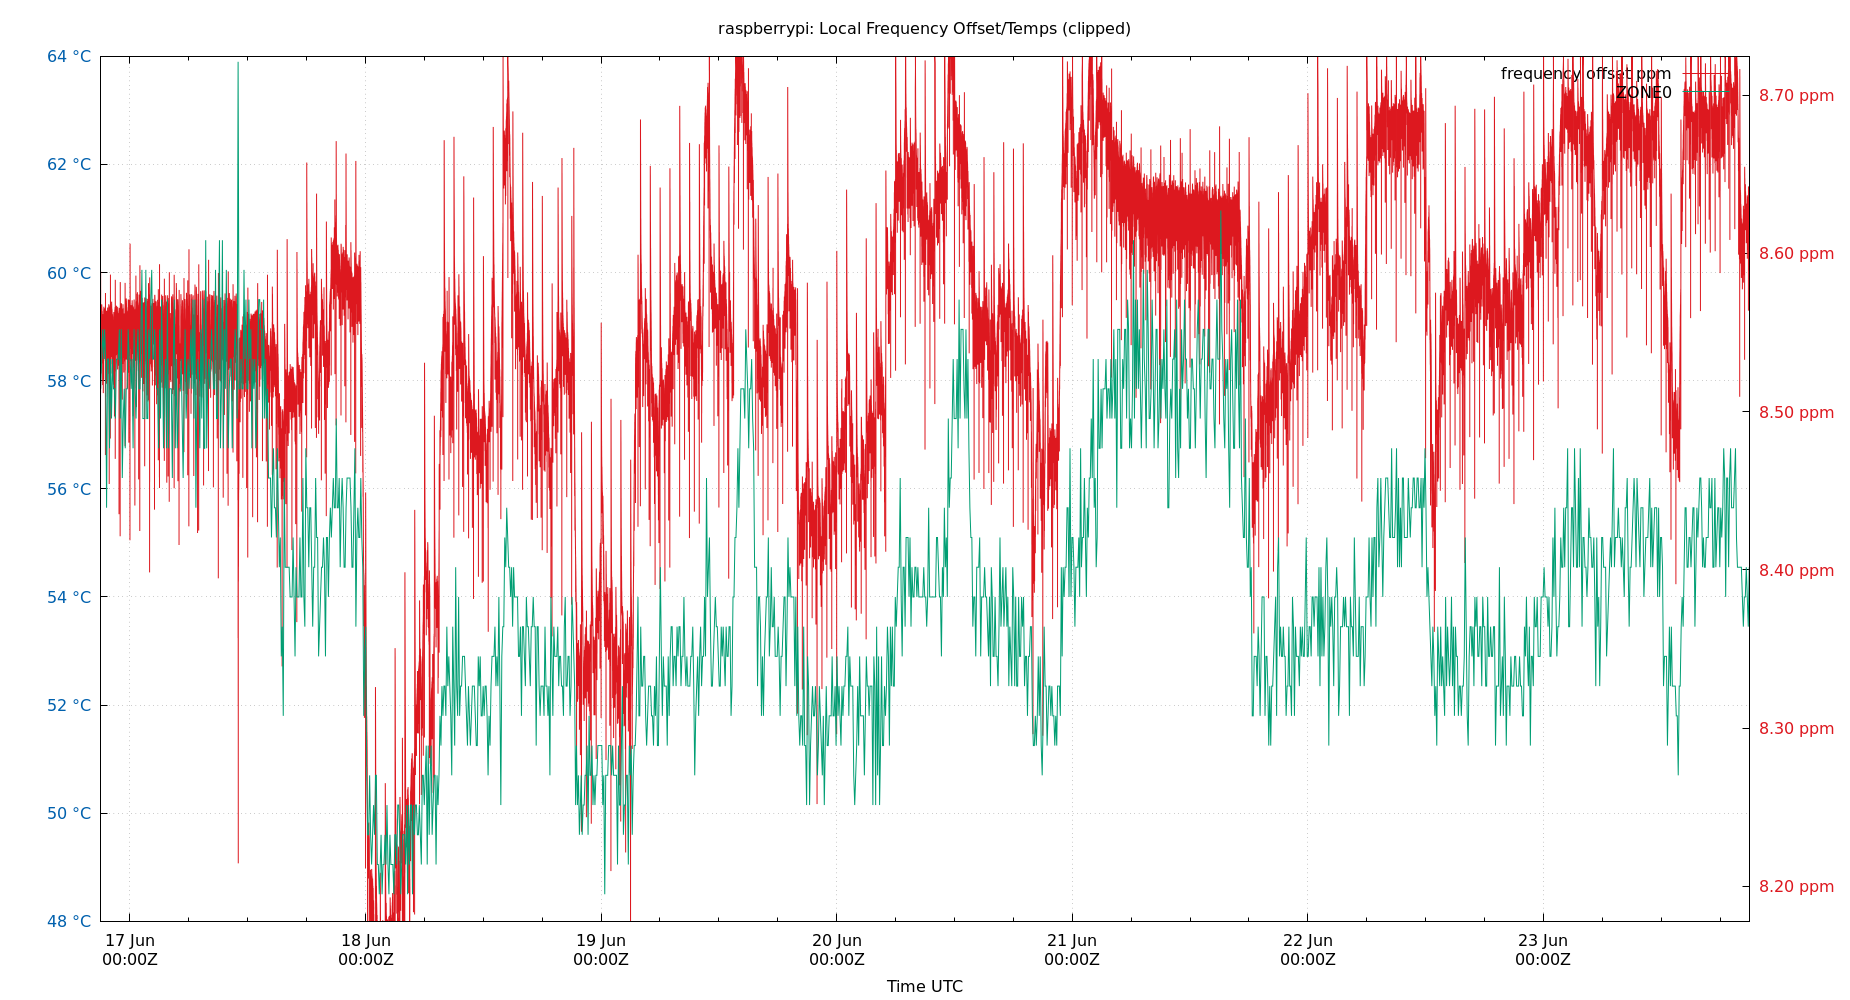 raspberrypi: Local Frequency Offset/Temps (clipped)
64 °C
62 °C
60 °C
58 °C
56 °C
54 °C
52 °C
50 °C
48 °C
frequency offset ppm
ZONE0
8.70 ppm
8.60 ppm
8.50 ppm
8.40 ppm
8.30 ppm
8.20 ppm
17 Jun 18 Jun 19 Jun 20 Jun 21 Jun 22 Jun 23 Jun
00:00Z 00:00Z 00:00Z 00:00Z 00:00Z 00:00Z 00:00Z
Time UTC